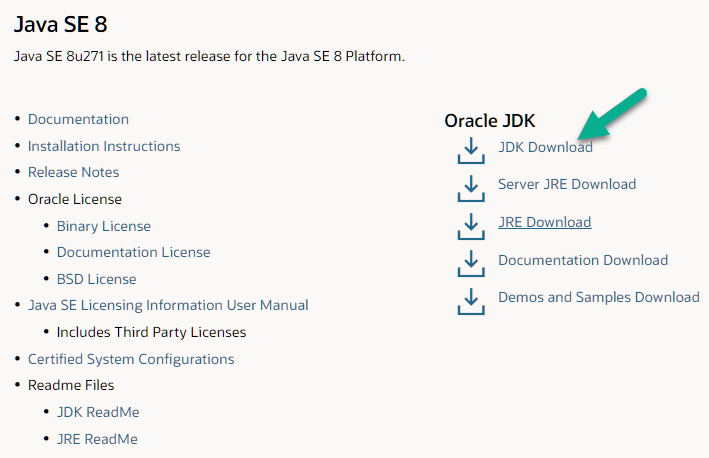 Java SE 8
Java SE 8u271 is the latest release for the Java SE 8 Platform.
Documentation
Installation Instructions
Release Notes
Oracle License
Binary License
Documentation License
BSD License
Java SE Licensing Information User Manual
Includes Third Party Licenses
Certified System Configurations
Readme Files
JDK ReadMe
JRE ReadMe
Oracle JDK
JDK Download
Server JRE Download
JRE Download
Documentation Download
Demos and Samples Download